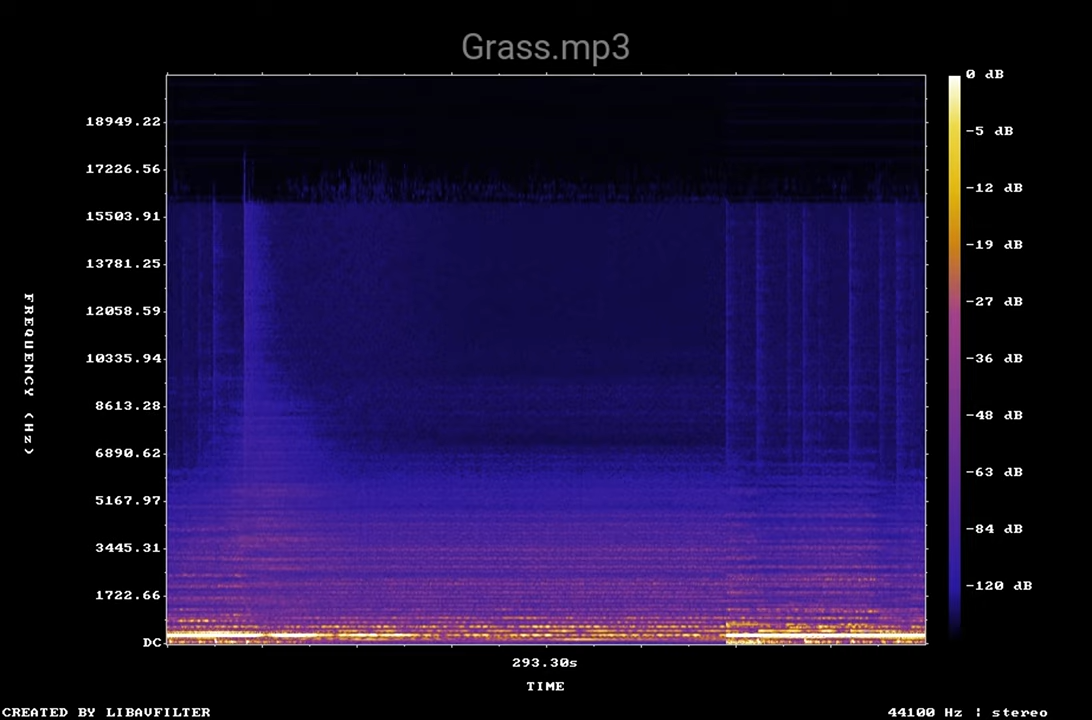 Grass.mp3
0 dB
18949.22
-5 dB
17226.56
-12 dB
15503.91
-19 dB
13781.25
-27 dB
12058.59
10335.94
-36 dB
8613.28
-48 dB
6890.62
-63 dB
5167.97
-84 dB
3445.31
-120 dB
1722.66
DC
FREQUENCY (Hz)
293.30s
TIME
CREATED BY LIBAVFILTER
44100 Hz | stereo